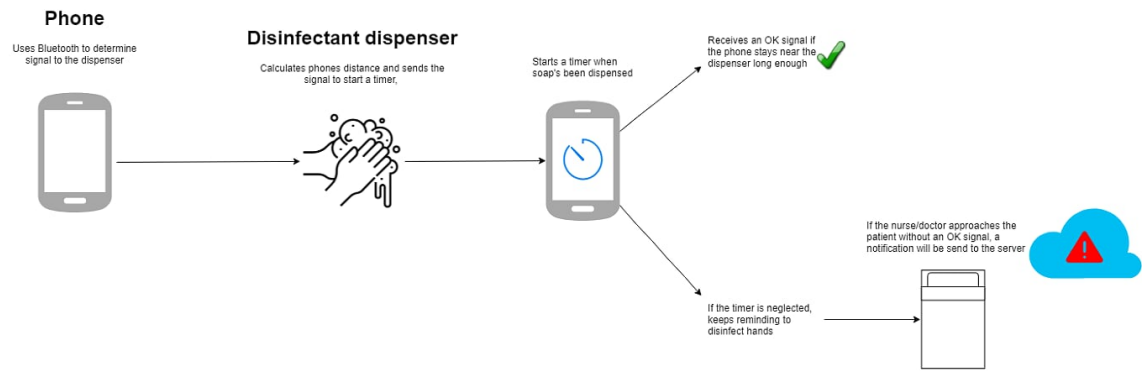 Phone
Uses Bluetooth to determine
signal to the dispenser
Disinfectant dispenser
Calculates phones distance and sends the
signal to start a timer,
Starts a timer when
soap's been dispensed
Receives an OK signal if
the phone stays near the
dispenser long enough
If the timer is neglected,
keeps reminding to
disinfect hands
If the nurse/doctor approaches the
patient without an OK signal, a
notification will be send to the server